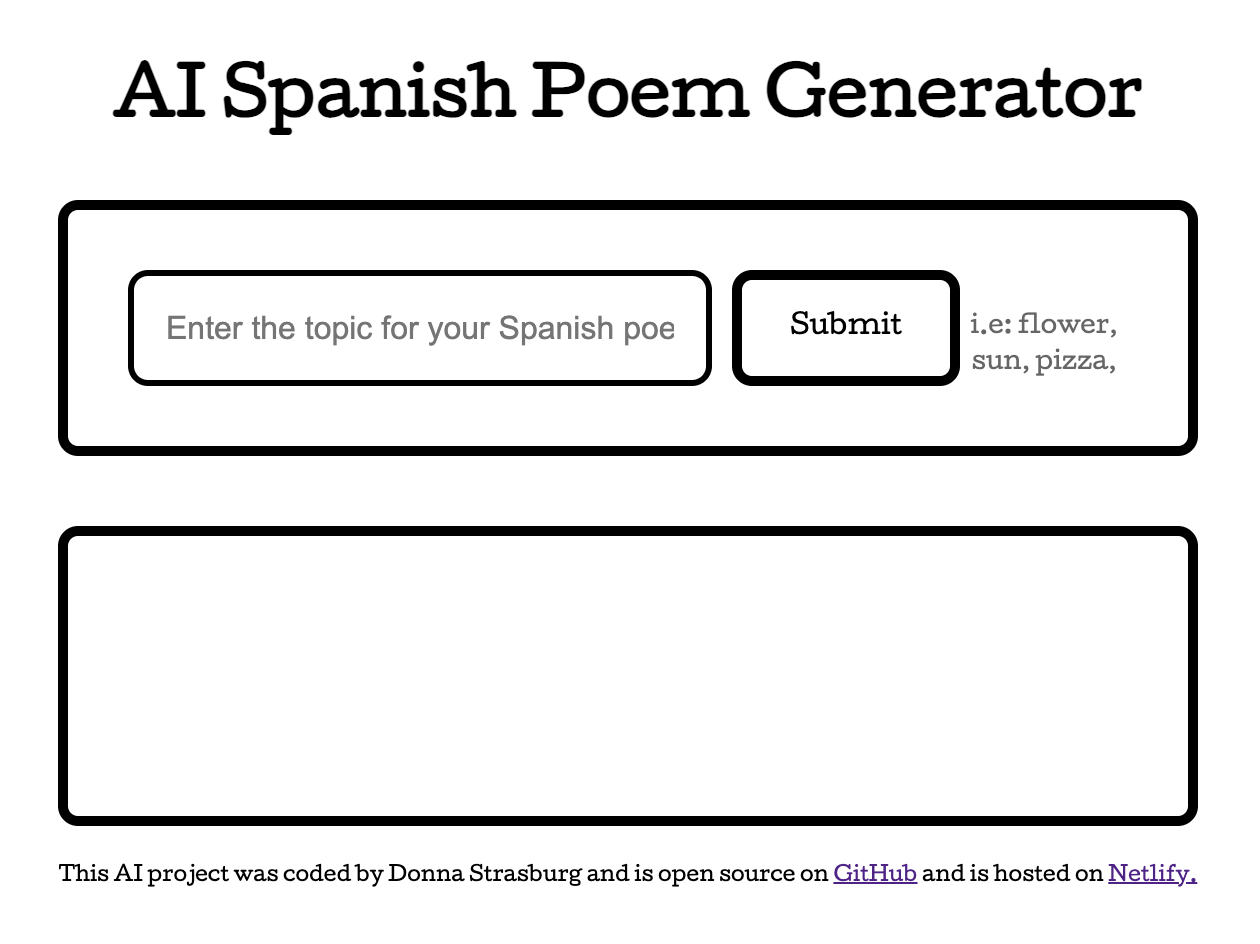 AI Spanish Poem Generator
Enter the topic for your Spanish poe
Submit
i.e: flower,
sun, pizza,
This AI project was coded by Donna Strasburg and is open source on GitHub and is hosted on Netlify.